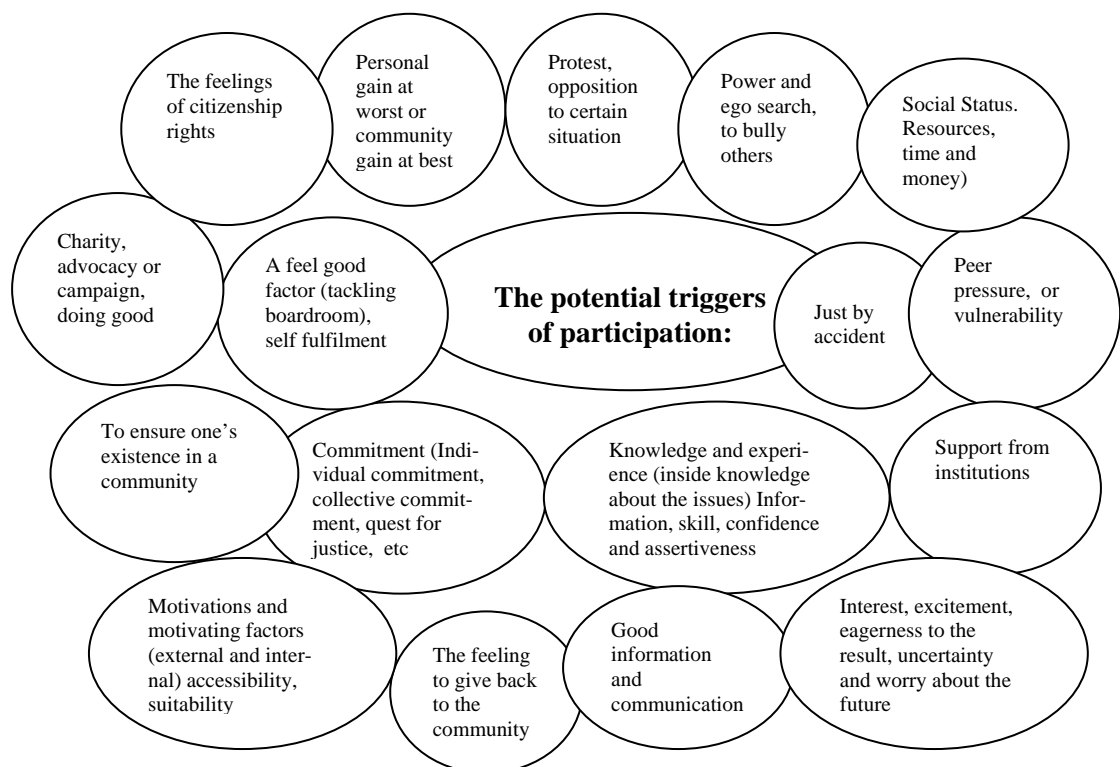 The feelings
of citizenship
rights
Personal
gain at
worst or
community
gain at best
Protest,
opposition
to certain
situation
Power and
ego search,
to bully
others
Social Status.
Resources,
time and
money)
Charity,
advocacy or
campaign,
doing good
A feel good
factor (tackling
boardroom),
self fulfilment
The potential triggers
of participation:
Just by
accident
Peer
pressure, or
vulnerability
To ensure one's
existence in a
community
Commitment (Indi-
vidual commitment,
collective commit-
ment, quest for
justice, etc
Knowledge and experi-
ence (inside knowledge
about the issues) Infor-
mation, skill, confidence
and assertiveness
Support from
institutions
Motivations and
motivating factors
(external and inter-
nal) accessibility,
suitability
The feeling
to give back
to the
community
Good
information
and
communication
Interest, excitement,
eagerness to the
result, uncertainty
and worry about the
future